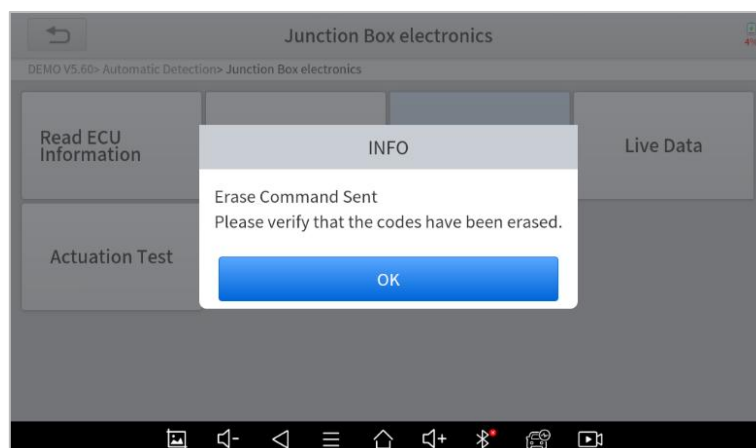 Junction Box electronics
4%
DEMO V5.60> Automatic Detection> Junction Box electronics
Read ECU
Information
Live Data
INFO
Erase Command Sent
Please verify that the codes have been erased.
OK
Actuation Test